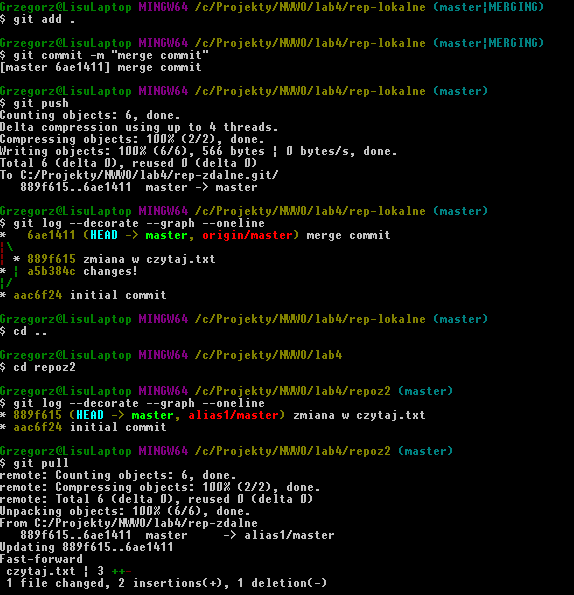 Grzegorz@LisuLaptop MINGW64 /c/Projekty/NWWO/lab4/rep-lokalne (master|MERGING)
$ git add .
Grzegorz@LisuLaptop MINGW64 /c/Projekty/NWWO/lab4/rep-lokalne (master|MERGING)
$ git commit -m "merge commit"
[master 6ae1411] merge commit
Grzegorz@LisuLaptop MINGW64 /c/Projekty/NWWO/lab4/rep-lokalne (master)
$ git push
Counting objects: 6, done.
Delta compression using up to 4 threads.
Compressing objects: 100% (2/2), done.
Writing objects: 100% (6/6), 566 bytes | 0 bytes/s, done.
Total 6 (delta 0), reused 0 (delta 0)
To C:/Projekty/NWWO/lab4/rep-zdalne.git/
   889f615..6ae1411  master -> master
Grzegorz@LisuLaptop MINGW64 /c/Projekty/NWWO/lab4/rep-lokalne (master)
$ git log --decorate --graph --oneline
*   6ae1411 (HEAD -> master, origin/master) merge commit
|\
| * 889f615 zmiana w czytaj.txt
* | a5b384c changes!
|/
* aac6f24 initial commit
Grzegorz@LisuLaptop MINGW64 /c/Projekty/NWWO/lab4/rep-lokalne (master)
$ cd ..
Grzegorz@LisuLaptop MINGW64 /c/Projekty/NWWO/lab4
$ cd repoz2
Grzegorz@LisuLaptop MINGW64 /c/Projekty/NWWO/lab4/repoz2 (master)
$ git log --decorate --graph --oneline
* 889f615 (HEAD -> master, alias1/master) zmiana w czytaj.txt
* aac6f24 initial commit
Grzegorz@LisuLaptop MINGW64 /c/Projekty/NWWO/lab4/repoz2 (master)
$ git pull
remote: Counting objects: 6, done.
remote: Compressing objects: 100% (2/2), done.
remote: Total 6 (delta 0), reused 0 (delta 0)
Unpacking objects: 100% (6/6), done.
From C:/Projekty/NWWO/lab4/rep-zdalne
   889f615..6ae1411  master     -> alias1/master
Updating 889f615..6ae1411
Fast-forward
 czytaj.txt | 3 ++-
 1 file changed, 2 insertions(+), 1 deletion(-)